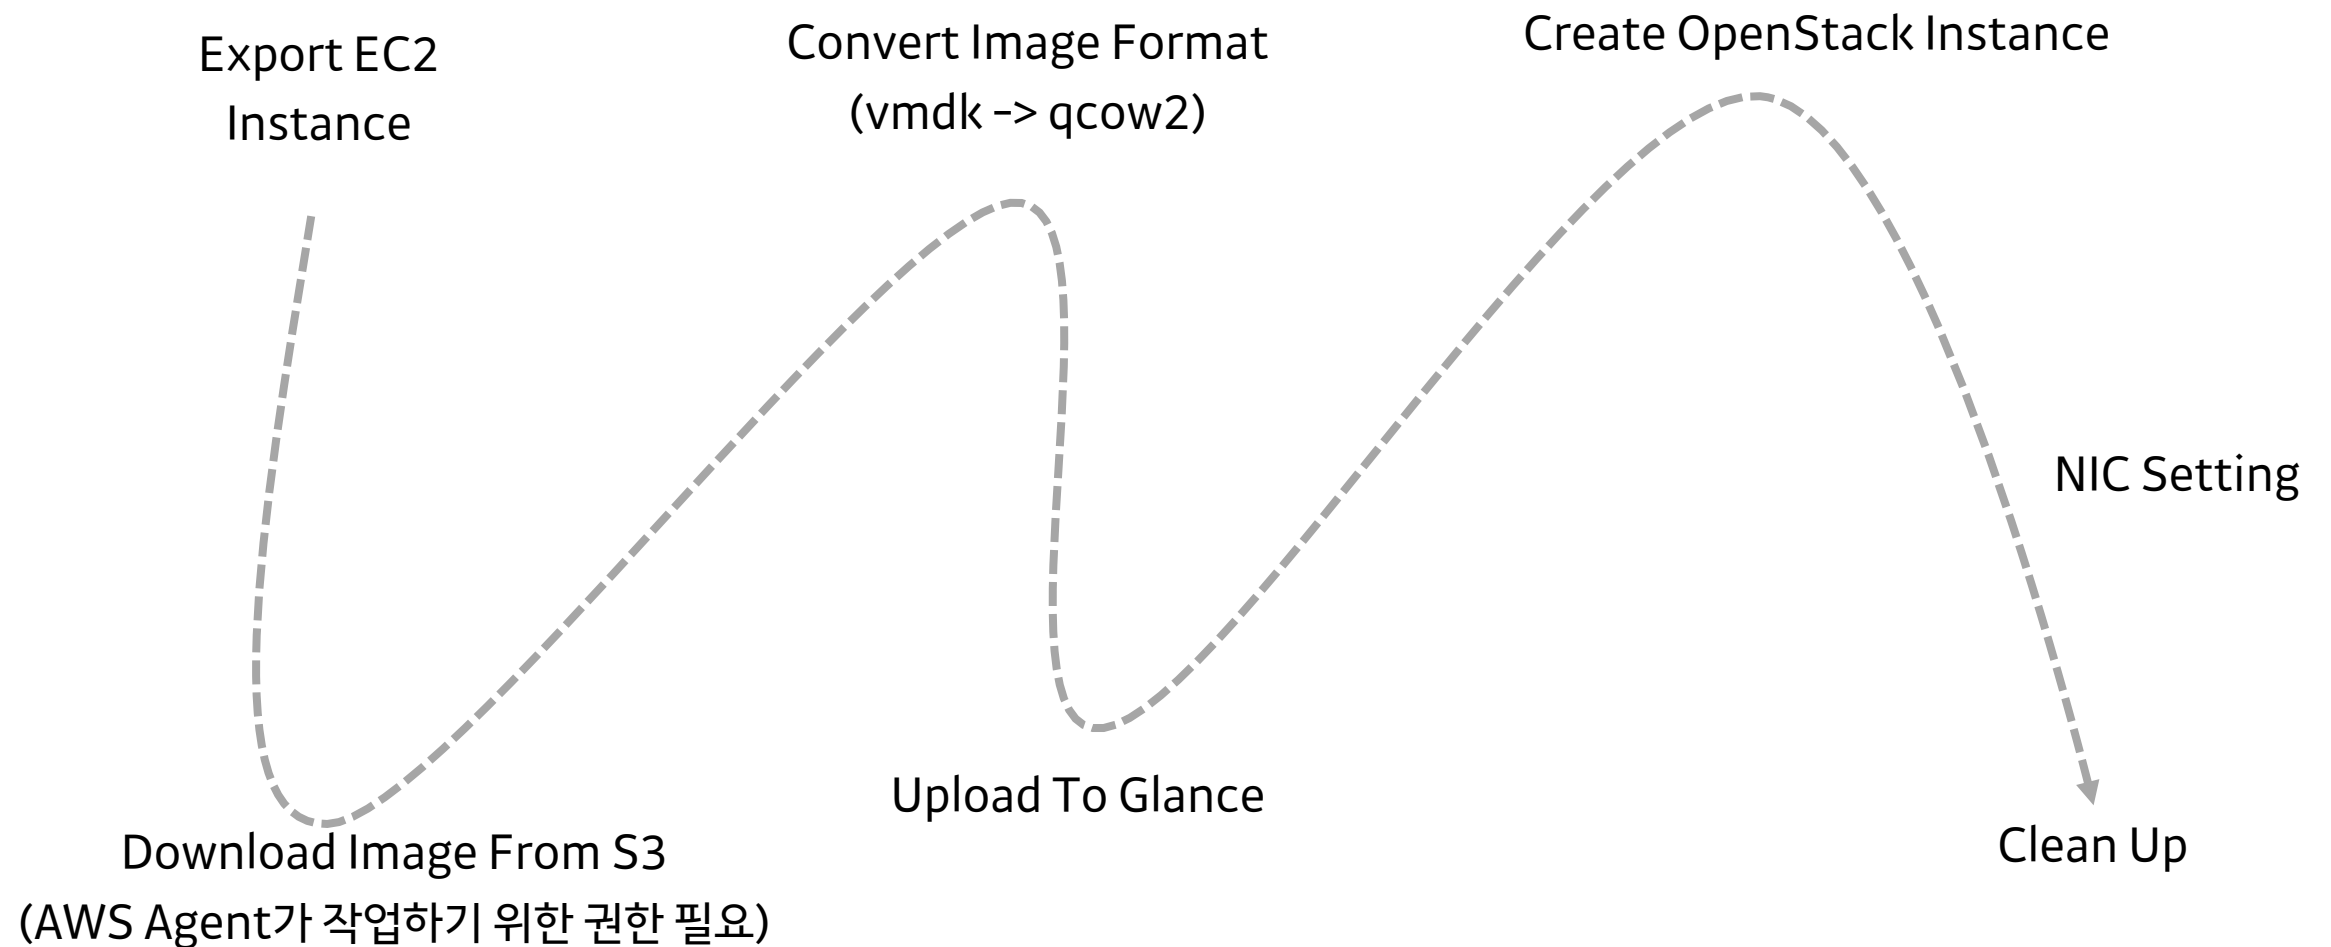 Export EC2
Instance
Download Image From S3
(AWS Agent가 작업하기 위한 권한 필요)
Convert Image Format
(vmdk -> qcow2)
Upload To Glance
Create OpenStack Instance
NIC Setting
Clean Up